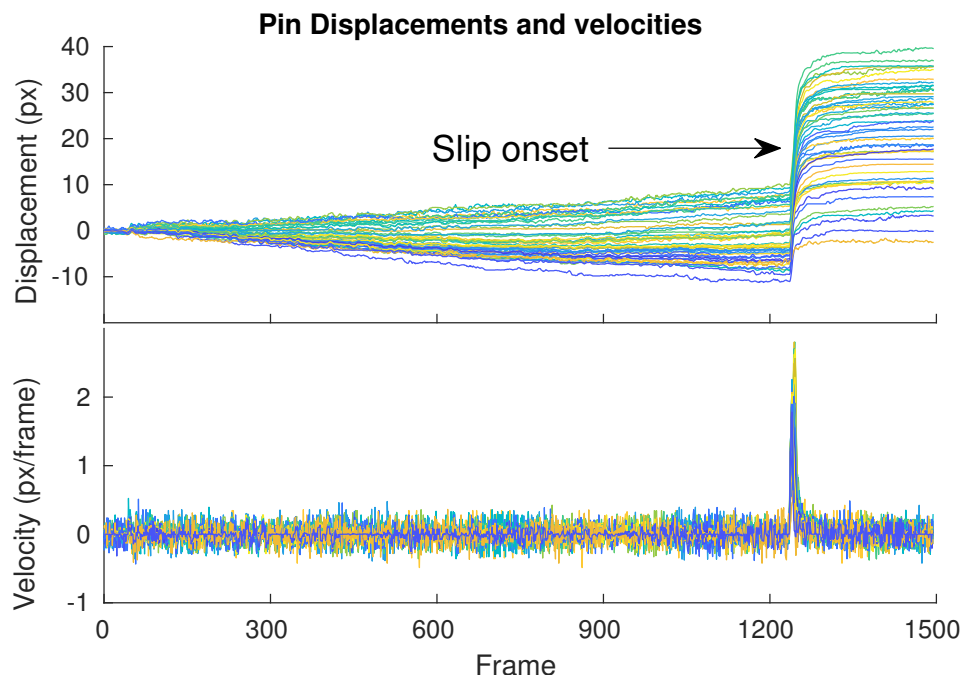 Pin Displacements and velocities
Displacement (px)
40
30
20
10
0
-10
Slip onset
Velocity (px/frame)
2
1
0
-1
0 300 600 900 1200 1500
Frame